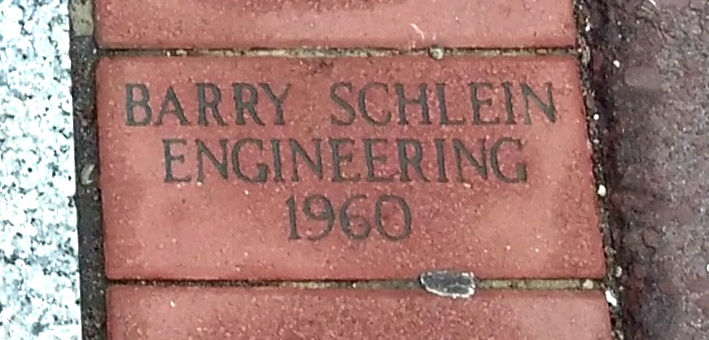 BARRY SCHLEIN
ENGINEERING
1960